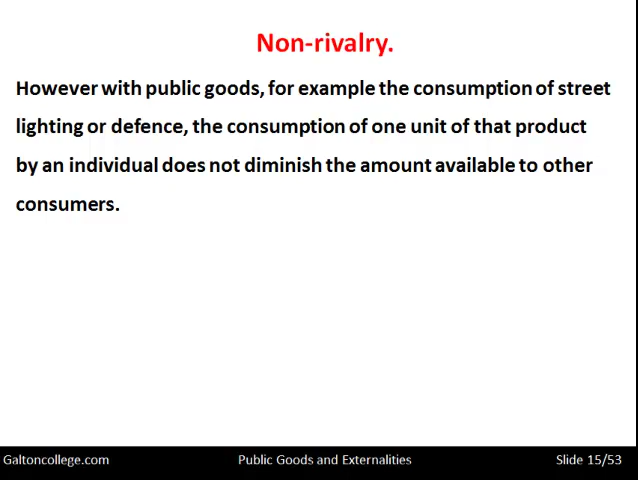 Non-rivalry.
However with public goods, for example the consumption of street
lighting or defence, the consumption of one unit of that product
by an individual does not diminish the amount available to other
consumers.
Galtoncollege.com
Public Goods and Externalities
Slide 15/53